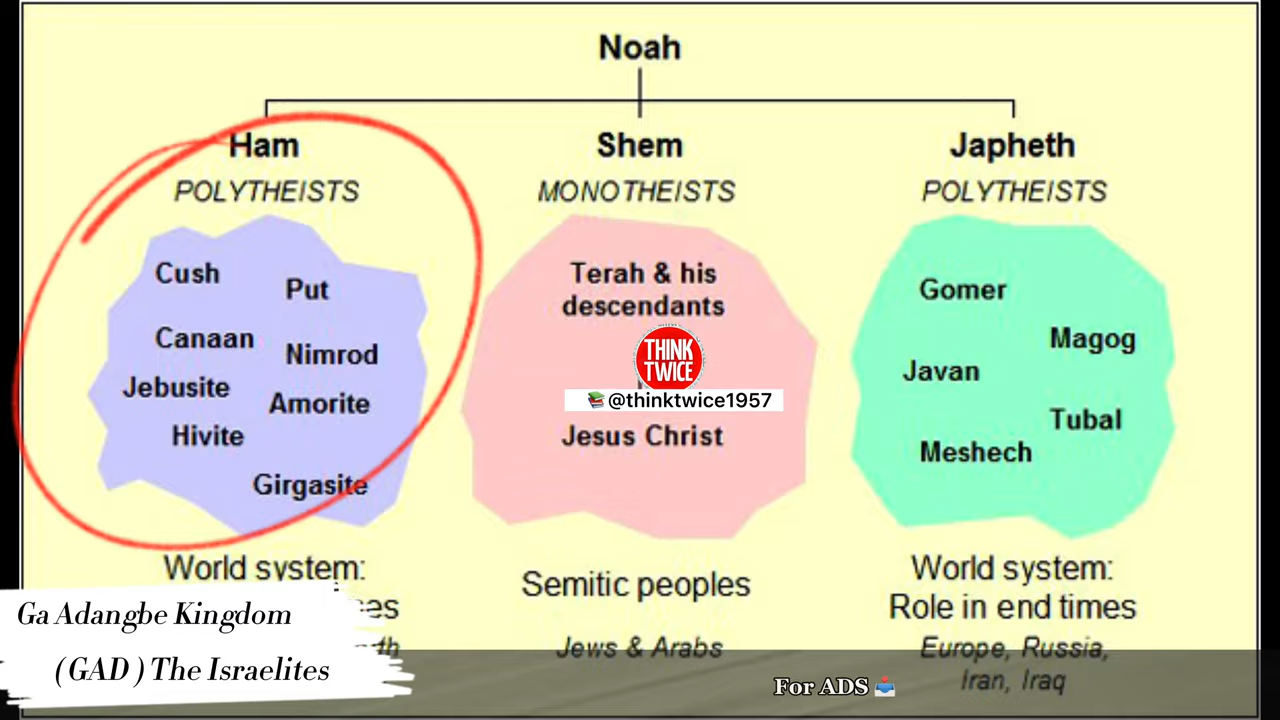 Noah
Ham
Shem
Japheth
POLYTHEISTS
MONOTHEISTS
POLYTHEISTS
Cush
Put
Canaan
Nimrod
Jebusite
Amorite
Hivite
Girgasite
Terah & his
descendants
THINK
TWICE
📚@thinktwice1957
Jesus Christ
Gomer
Magog
Javan
Tubal
Meshech
World system:
Semitic peoples
Jews & Arabs
World system:
Role in end times
Europe, Russia,
Iran, Iraq
Ga Adangbe Kingdom
(GAD ) The Israelites
For ADS 📥